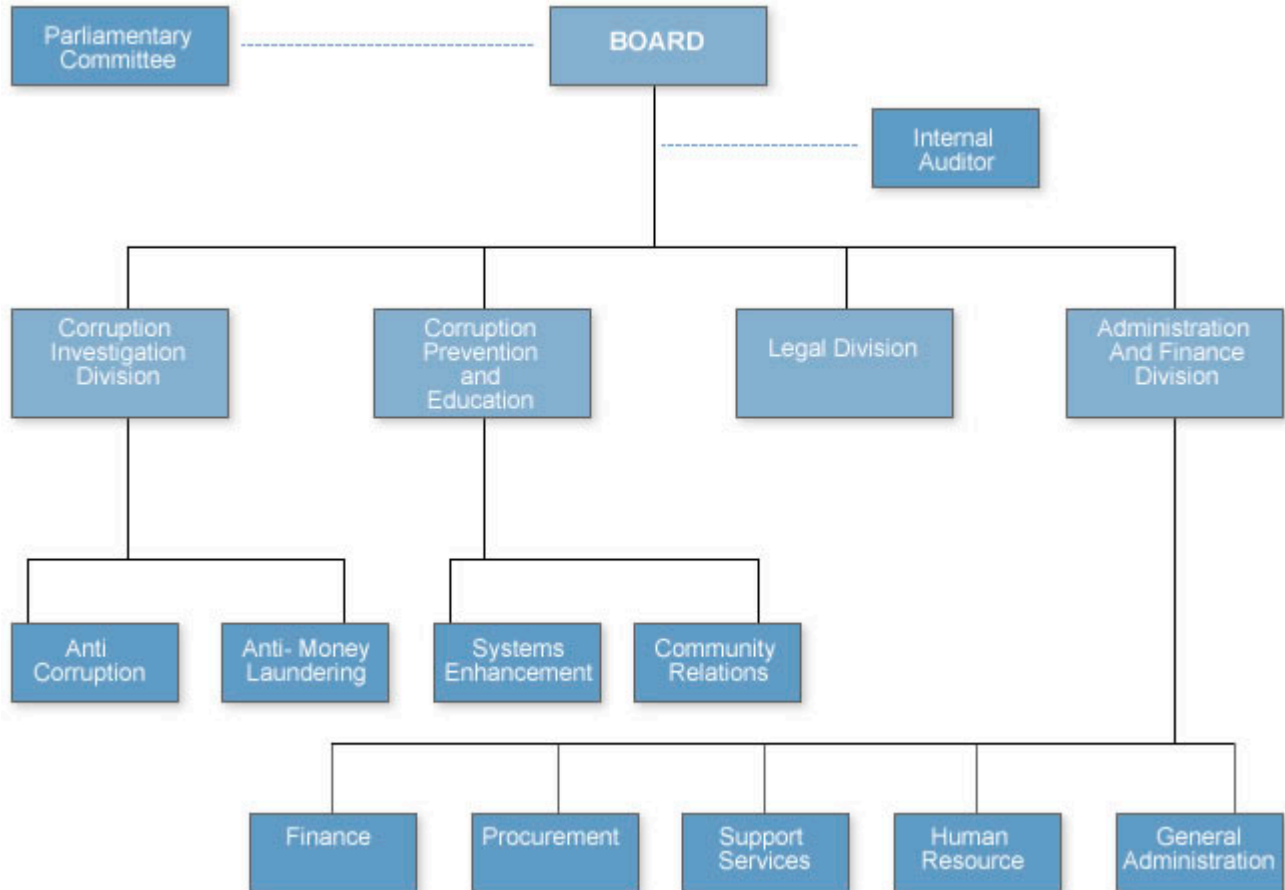 Parliamentary
Committee
BOARD
Internal
Auditor
Corruption
Investigation
Division
Corruption
Prevention
and
Education
Legal Division
Administration
And Finance
Division
Anti
Corruption
Anti- Money
Laundering
Systems
Enhancement
Community
Relations
Finance
Procurement
Support
Services
Human
Resource
General
Administration